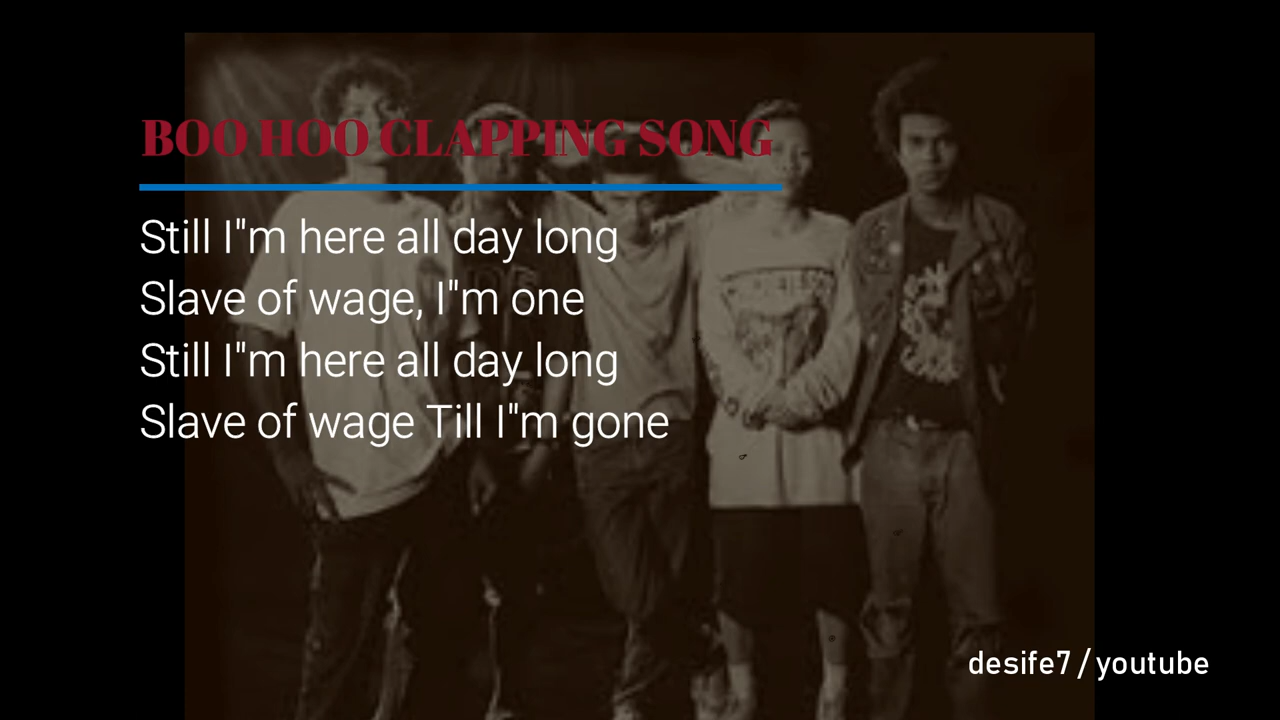 BOO HOO CLAPPING SONG
Still I"m here all day long
Slave of wage, I"m one
Still I"m here all day long
Slave of wage Till I"m gone
desife7/youtube